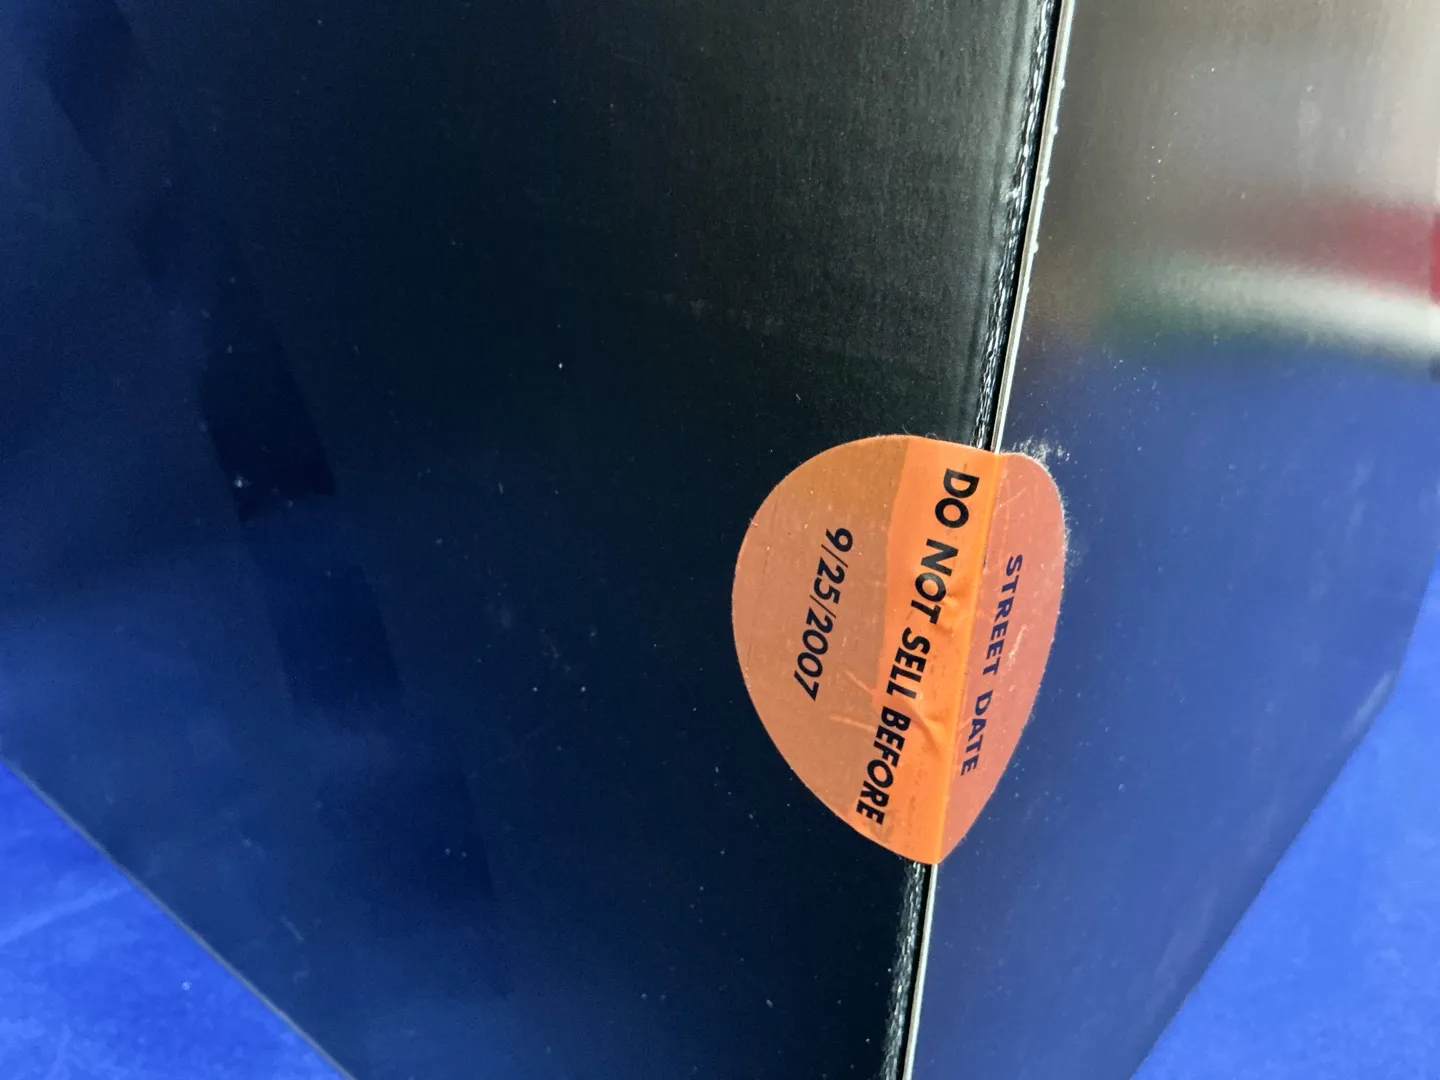 STREET DATE
DO NOT SELL BEFORE
9/25/2007